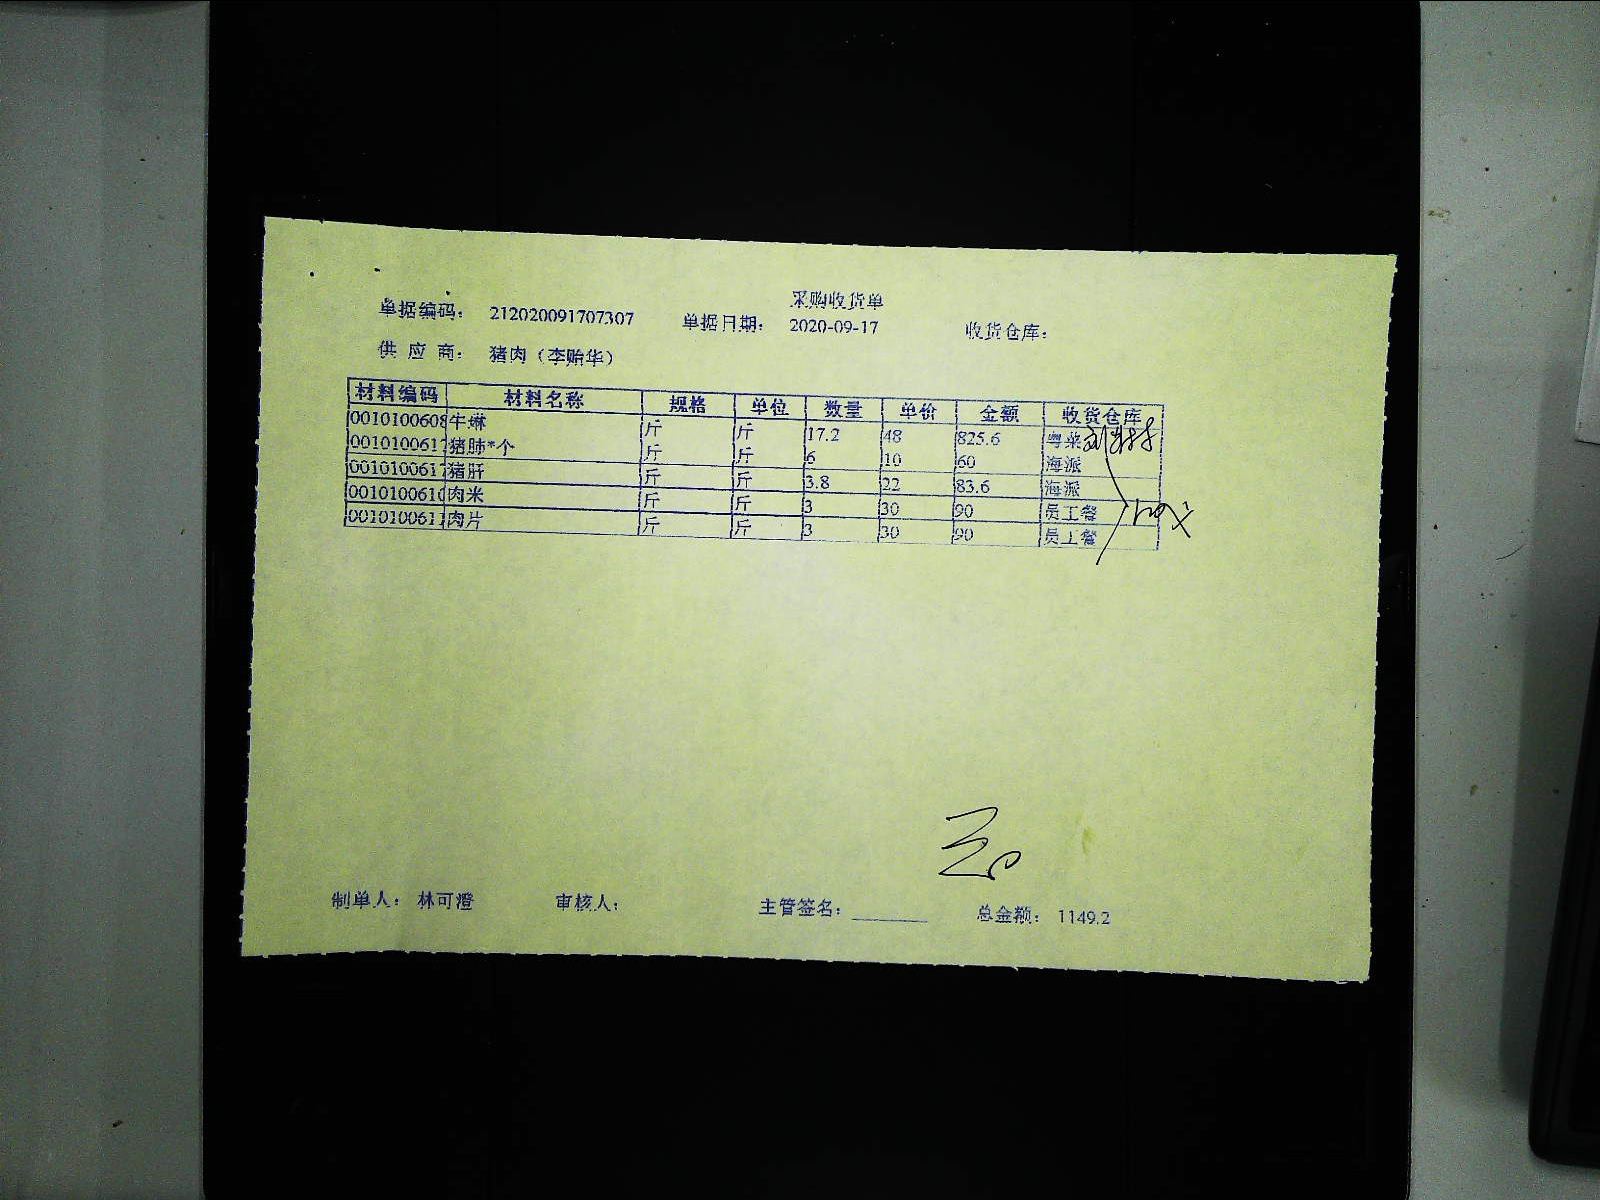 采购收货单
单据编码： 212020091707307 单据日期： 2020-09-17 收货仓库：
供 应 商： 猪肉（李贻华）
材料编码 材料名称 规格 单位 数量 单价 金额 收货仓库
0010100608 牛琳 斤 斤 17.2 48 825.6 粤菜
001010061 猪肺*个 斤 斤 6 10 60 海派
001010061 猪肝 斤 斤 3.8 22 83.6 海派
001010061 肉米 斤 斤 3 30 90 员工餐
001010061 肉片 斤 斤 3 30 90 员工餐
制单人： 林可澄 审核人： 主管签名： 总金额： 1149.2